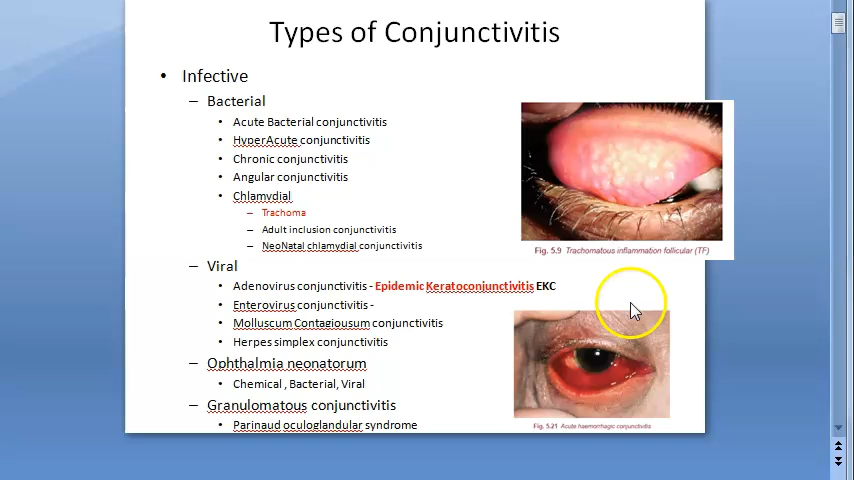 Types of Conjunctivitis
• Infective
– Bacterial
• Acute Bacterial conjunctivitis
• HyperAcute conjunctivitis
• Chronic conjunctivitis
• Angular conjunctivitis
• Chlamydial
– Trachoma
– Adult inclusion conjunctivitis
– NeoNatal chlamydial conjunctivitis
– Viral
• Adenovirus conjunctivitis - Epidemic Keratoconjunctivitis EKC
• Enterovirus conjunctivitis -
• Molluscum Contagiousum conjunctivitis
• Herpes simplex conjunctivitis
– Ophthalmia neonatorum
• Chemical , Bacterial, Viral
– Granulomatous conjunctivitis
• Parinaud oculoglandular syndrome
Fig. 5.9 Trachomatous inflammation follicular (TF)
Fig. 5.21 Acute haemorrhagic conjunctivitis